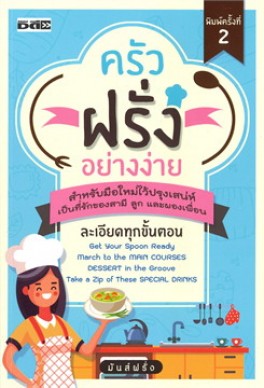 พิมพ์ครั้งที่
2
ครัว
ฝรั่ง
อย่างง่าย
สำหรับมือใหม่ไว้ปรุงเสน่ห์
เป็นที่รักของสามี ลูก และผองเพื่อน
ละเอียดทุกขั้นตอน
Get Your Spoon Ready
March to the MAIN COURSES
DESSERT in the Groove
Take a Zip of These SPECIAL DRINKS
มันส์ฝรั่ง